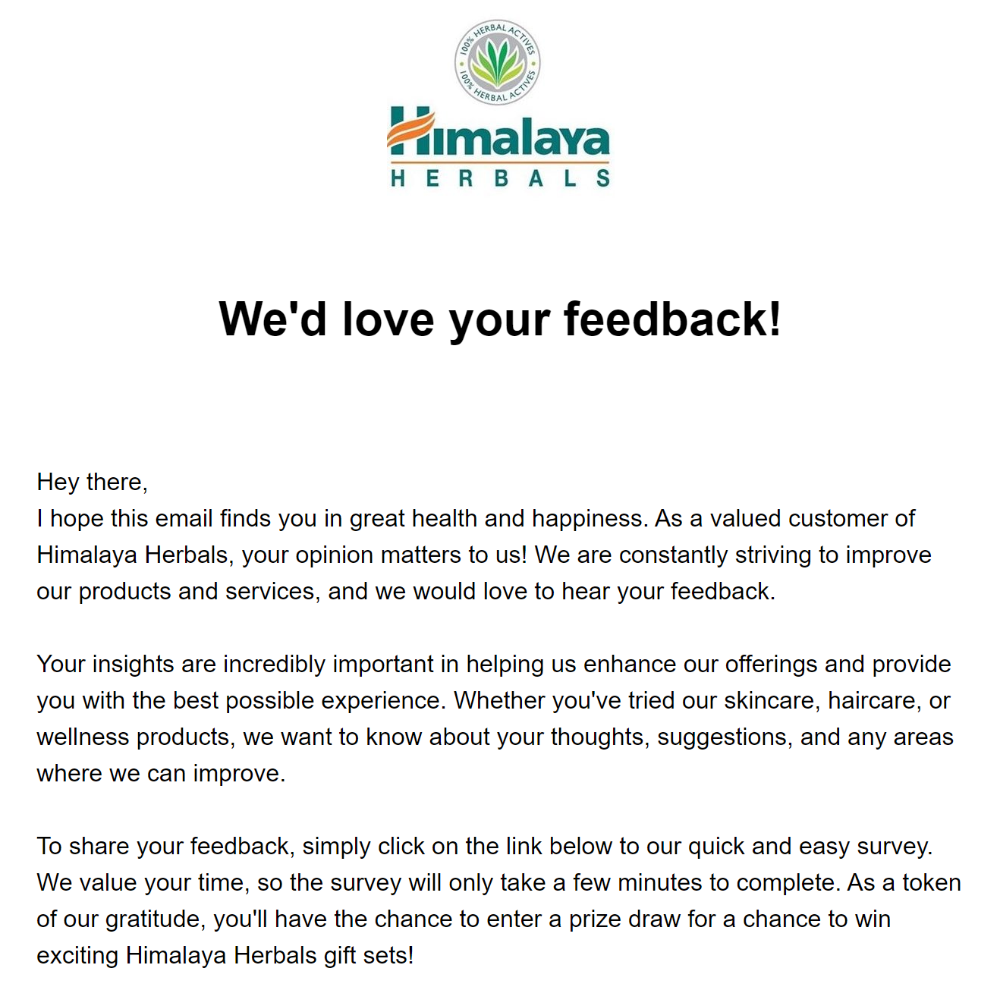 100% HERBAL ACTIVES
100% HERBAL ACTIVES
Himalaya
HERBALS
We'd love your feedback!
Hey there,
I hope this email finds you in great health and happiness. As a valued customer of
Himalaya Herbals, your opinion matters to us! We are constantly striving to improve
our products and services, and we would love to hear your feedback.
Your insights are incredibly important in helping us enhance our offerings and provide
you with the best possible experience. Whether you've tried our skincare, haircare, or
wellness products, we want to know about your thoughts, suggestions, and any areas
where we can improve.
To share your feedback, simply click on the link below to our quick and easy survey.
We value your time, so the survey will only take a few minutes to complete. As a token
of our gratitude, you'll have the chance to enter a prize draw for a chance to win
exciting Himalaya Herbals gift sets!